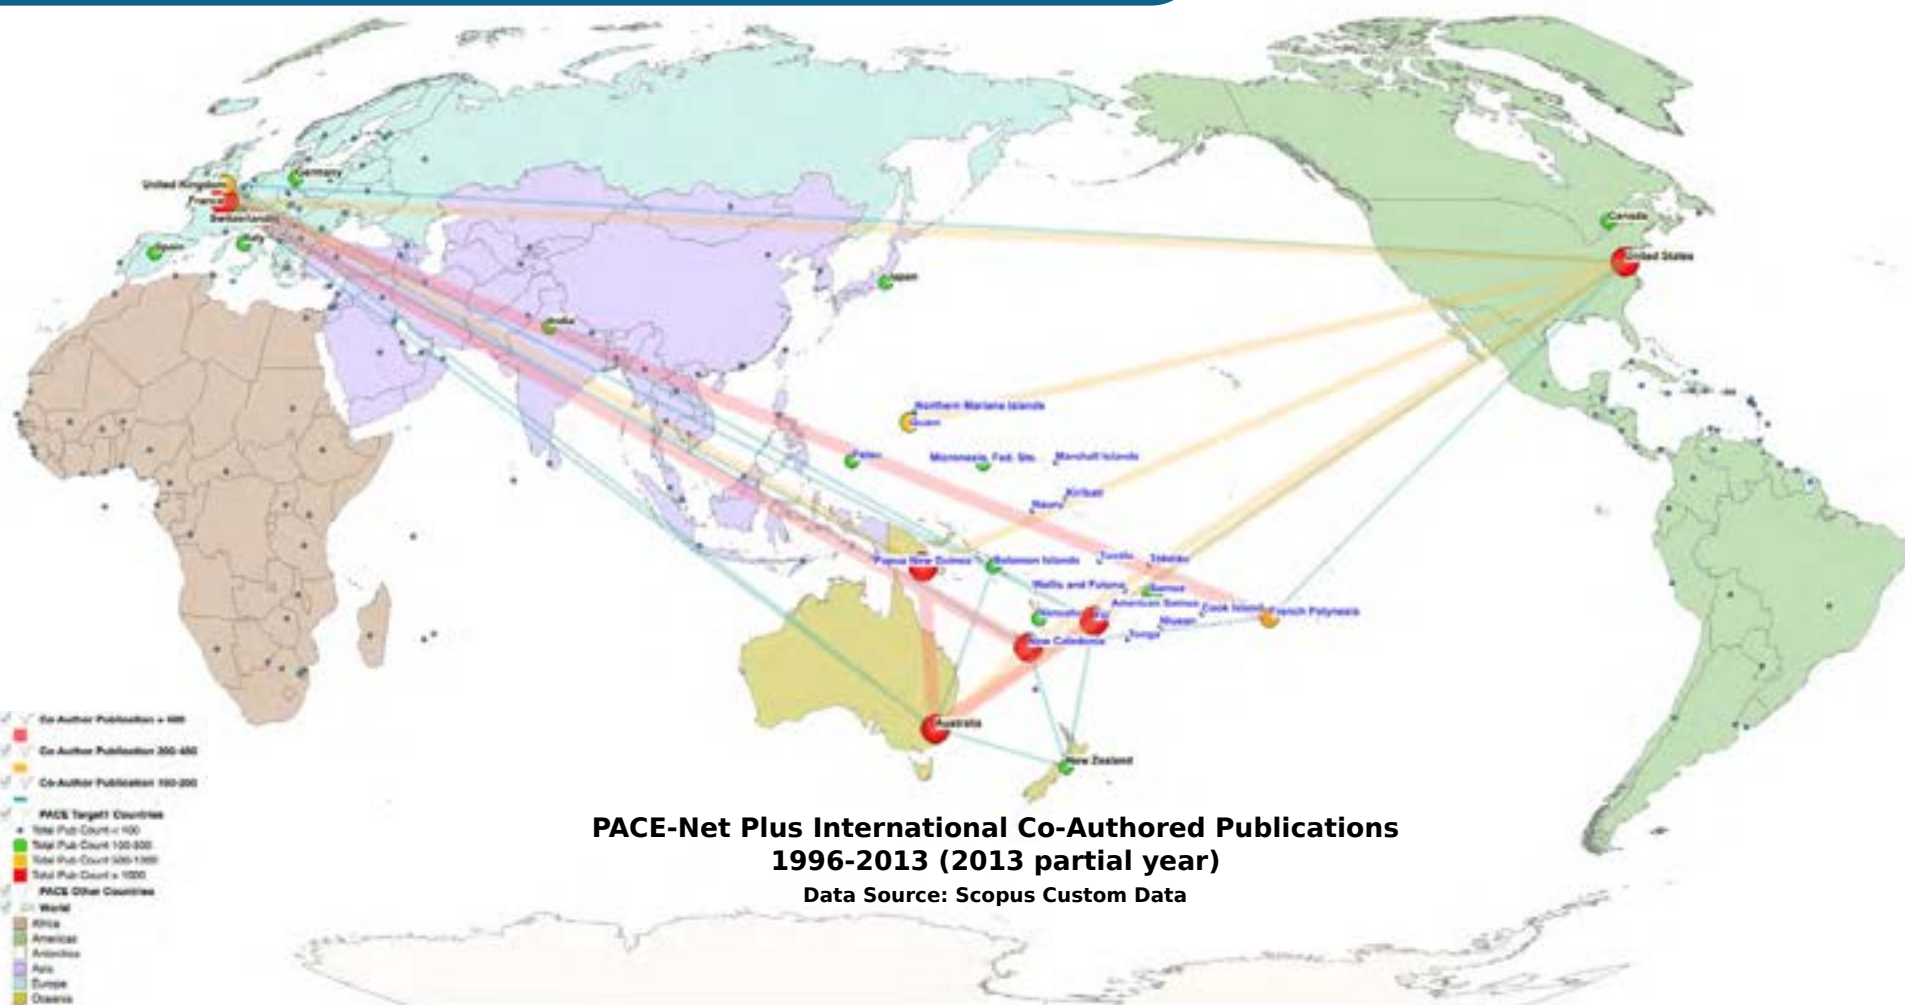 United Kingdom
Germany
France
Switzerland
Spain
Italy
India
Japan
Canada
United States
Northern Mariana Islands
Guam
Palau
Micronesia, Fed. Sts.
Marshall Islands
Kiribati
Nauru
Papua New Guinea
Solomon Islands
Tuvalu
Tokelau
Wallis and Futuna
Samoa
American Samoa
Cook Island
French Polynesia
Niuean
New Caledonia
Tonga
Australia
New Zealand
PACE-Net Plus International Co-Authored Publications
1996-2013 (2013 partial year)
Data Source: Scopus Custom Data
Co-Author Publication
Co-Author Publication
Co-Author Publication 100-200
PACE Target1 Countries
Total Pub Count < 100
Total Pub Count 100-500
Total Pub Count 500-1000
Total Pub Count > 1000
PACE Other Countries
World
Africa
Americas
Antarctica
Asia
Europe
Oceania